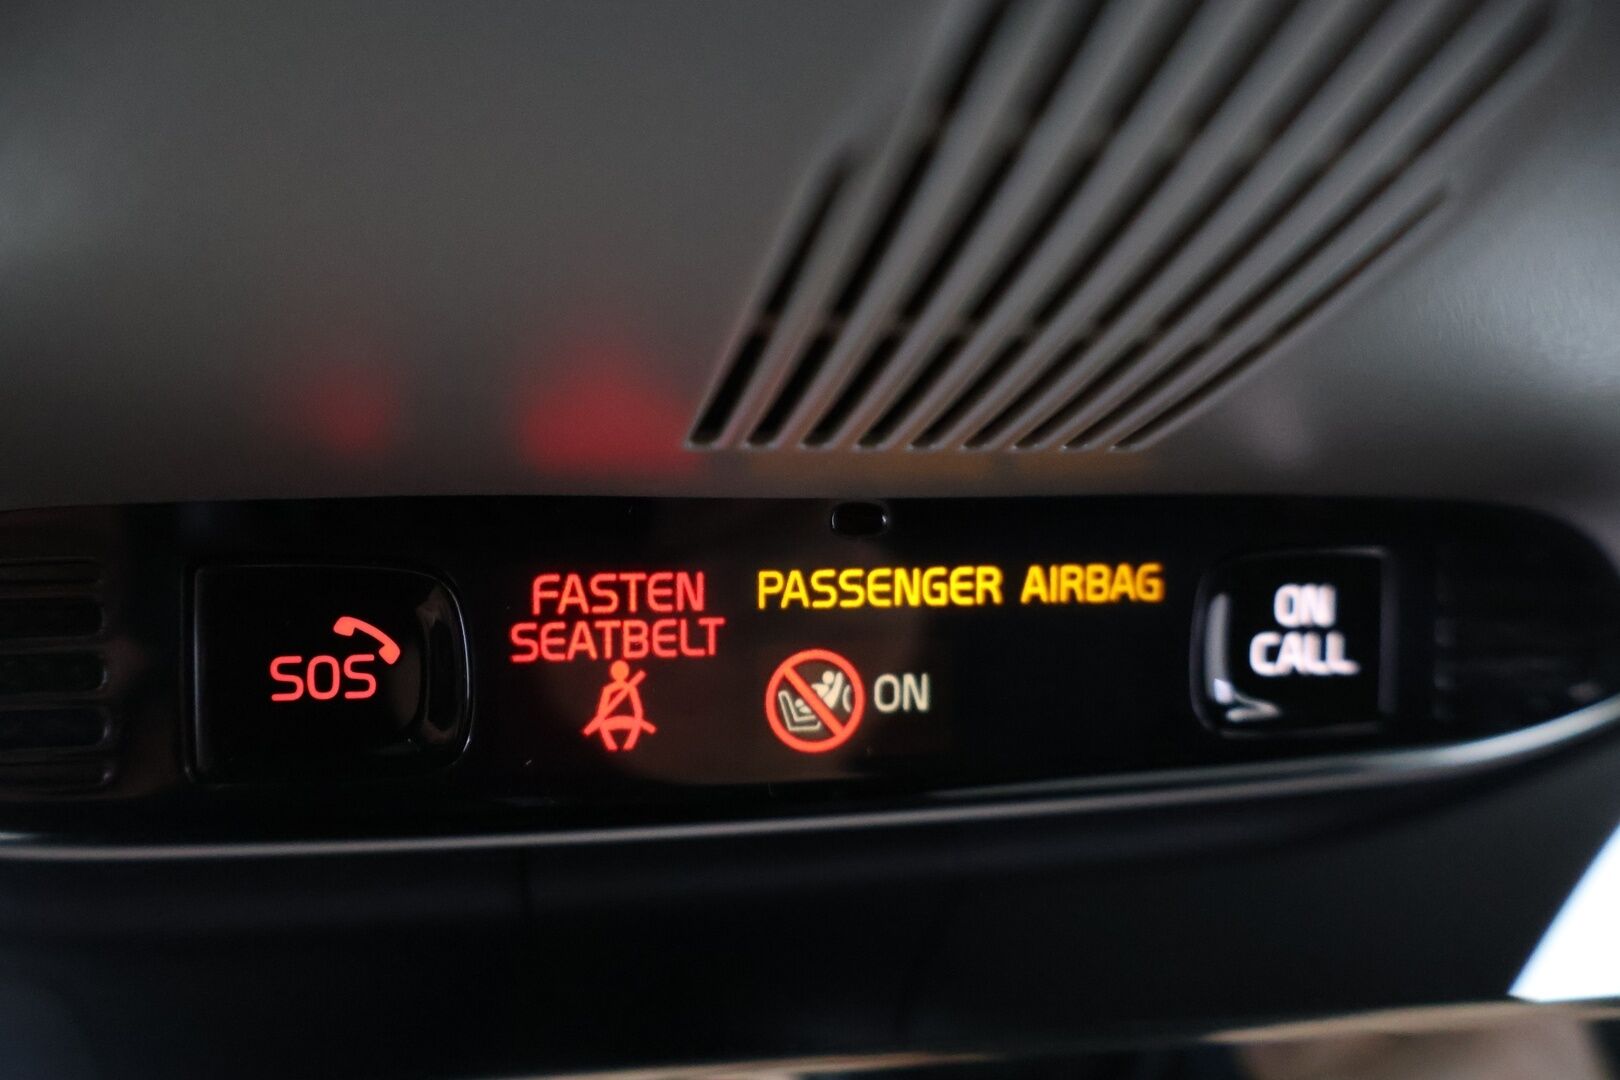 SOS
FASTEN
SEATBELT
PASSENGER AIRBAG
ON
ON
CALL